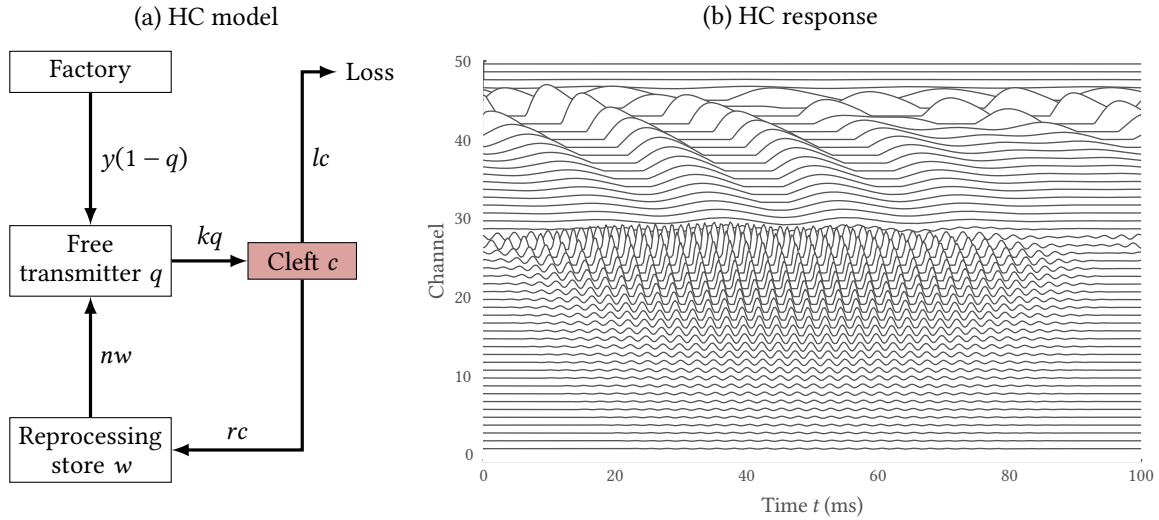 (a) HC model
Factory
y(1 − q)
Free
transmitter q
kq
Cleft c
lc
Loss
nw
rc
Reprocessing
store w
(b) HC response
Channel
50
40
30
20
10
0
0 20 40 60 80 100
Time t (ms)